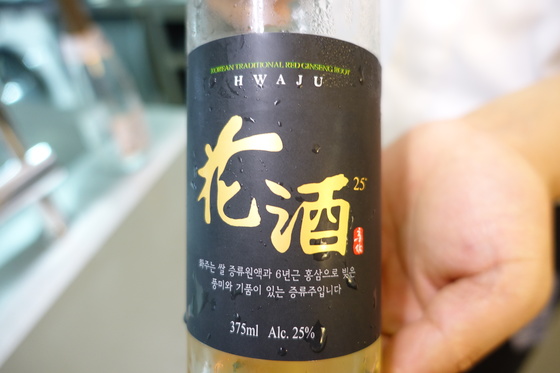 KOREAN TRADITIONAL RED GINSENG ROOT
HWAJU
花酒 25°
화주는 쌀 증류원액과 6년근 홍삼으로 빚은
풍미와 기품이 있는 증류주입니다
375ml Alc. 25%